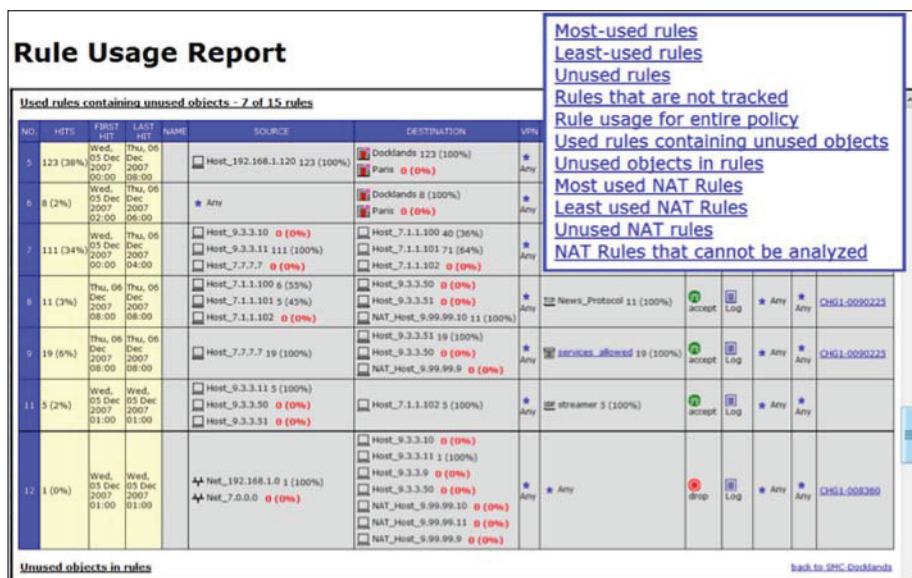 Rule Usage Report
Most-used rules
Least-used rules
Unused rules
Rules that are not tracked
Rule usage for entire policy
Used rules containing unused objects
Unused objects in rules
Most used NAT Rules
Least used NAT Rules
Unused NAT rules
NAT Rules that cannot be analyzed
Used rules containing unused objects - 7 of 15 rules
NO. HITS FIRST HIT LAST HIT NAME SOURCE DESTINATION VPN
5 123 (38%) Wed, 05 Dec 2007 00:00 Thu, 06 Dec 2007 08:00 Host_192.168.1.120 123 (100%) Docklands 123 (100%) Any
Paris 0 (0%)
6 8 (2%) Wed, 05 Dec 2007 02:00 Thu, 06 Dec 2007 06:00 Any Docklands 8 (100%) Any
Paris 0 (0%)
7 111 (34%) Wed, 05 Dec 2007 00:00 Thu, 06 Dec 2007 04:00 Host_9.3.3.10 0 (0%) Host_7.1.1.100 40 (36%) Any
Host_9.3.3.11 111 (100%) Host_7.1.1.101 71 (64%)
Host_7.7.7.7 0 (0%) Host_7.1.1.102 0 (0%)
8 11 (3%) Thu, 06 Dec 2007 08:00 Thu, 06 Dec 2007 08:00 Host_7.1.1.100 6 (55%) Host_9.3.3.50 0 (0%) Any News_Protocol 11 (100%) accept Log Any Any CHG1-0090225
Host_7.1.1.101 5 (45%) Host_9.3.3.51 0 (0%)
Host_7.1.1.102 0 (0%) NAT_Host_9.99.99.10 11 (100%)
9 19 (6%) Thu, 06 Dec 2007 08:00 Thu, 06 Dec 2007 08:00 Host_7.7.7.7 19 (100%) Host_9.3.3.51 19 (100%) Any services_allowed 19 (100%) accept Log Any Any CHG1-0090225
Host_9.3.3.50 0 (0%)
NAT_Host_9.99.99.9 0 (0%)
11 5 (2%) Wed, 05 Dec 2007 01:00 Wed, 05 Dec 2007 01:00 Host_9.3.3.11 5 (100%) Host_7.1.1.102 5 (100%) Any streamer 5 (100%) accept Log Any Any
Host_9.3.3.50 0 (0%)
Host_9.3.3.51 0 (0%)
12 1 (0%) Wed, 05 Dec 2007 01:00 Wed, 05 Dec 2007 01:00 Net_192.168.1.0 1 (100%) Host_9.3.3.10 0 (0%) Any Any drop Log Any Any CHG1-008360
Net_7.0.0.0 0 (0%) Host_9.3.3.11 1 (100%)
Host_9.3.3.9 0 (0%)
Host_9.3.3.50 0 (0%)
NAT_Host_9.99.99.10 0 (0%)
NAT_Host_9.99.99.11 0 (0%)
NAT_Host_9.99.99.9 0 (0%)
Unused objects in rules back to SMC-Docklands